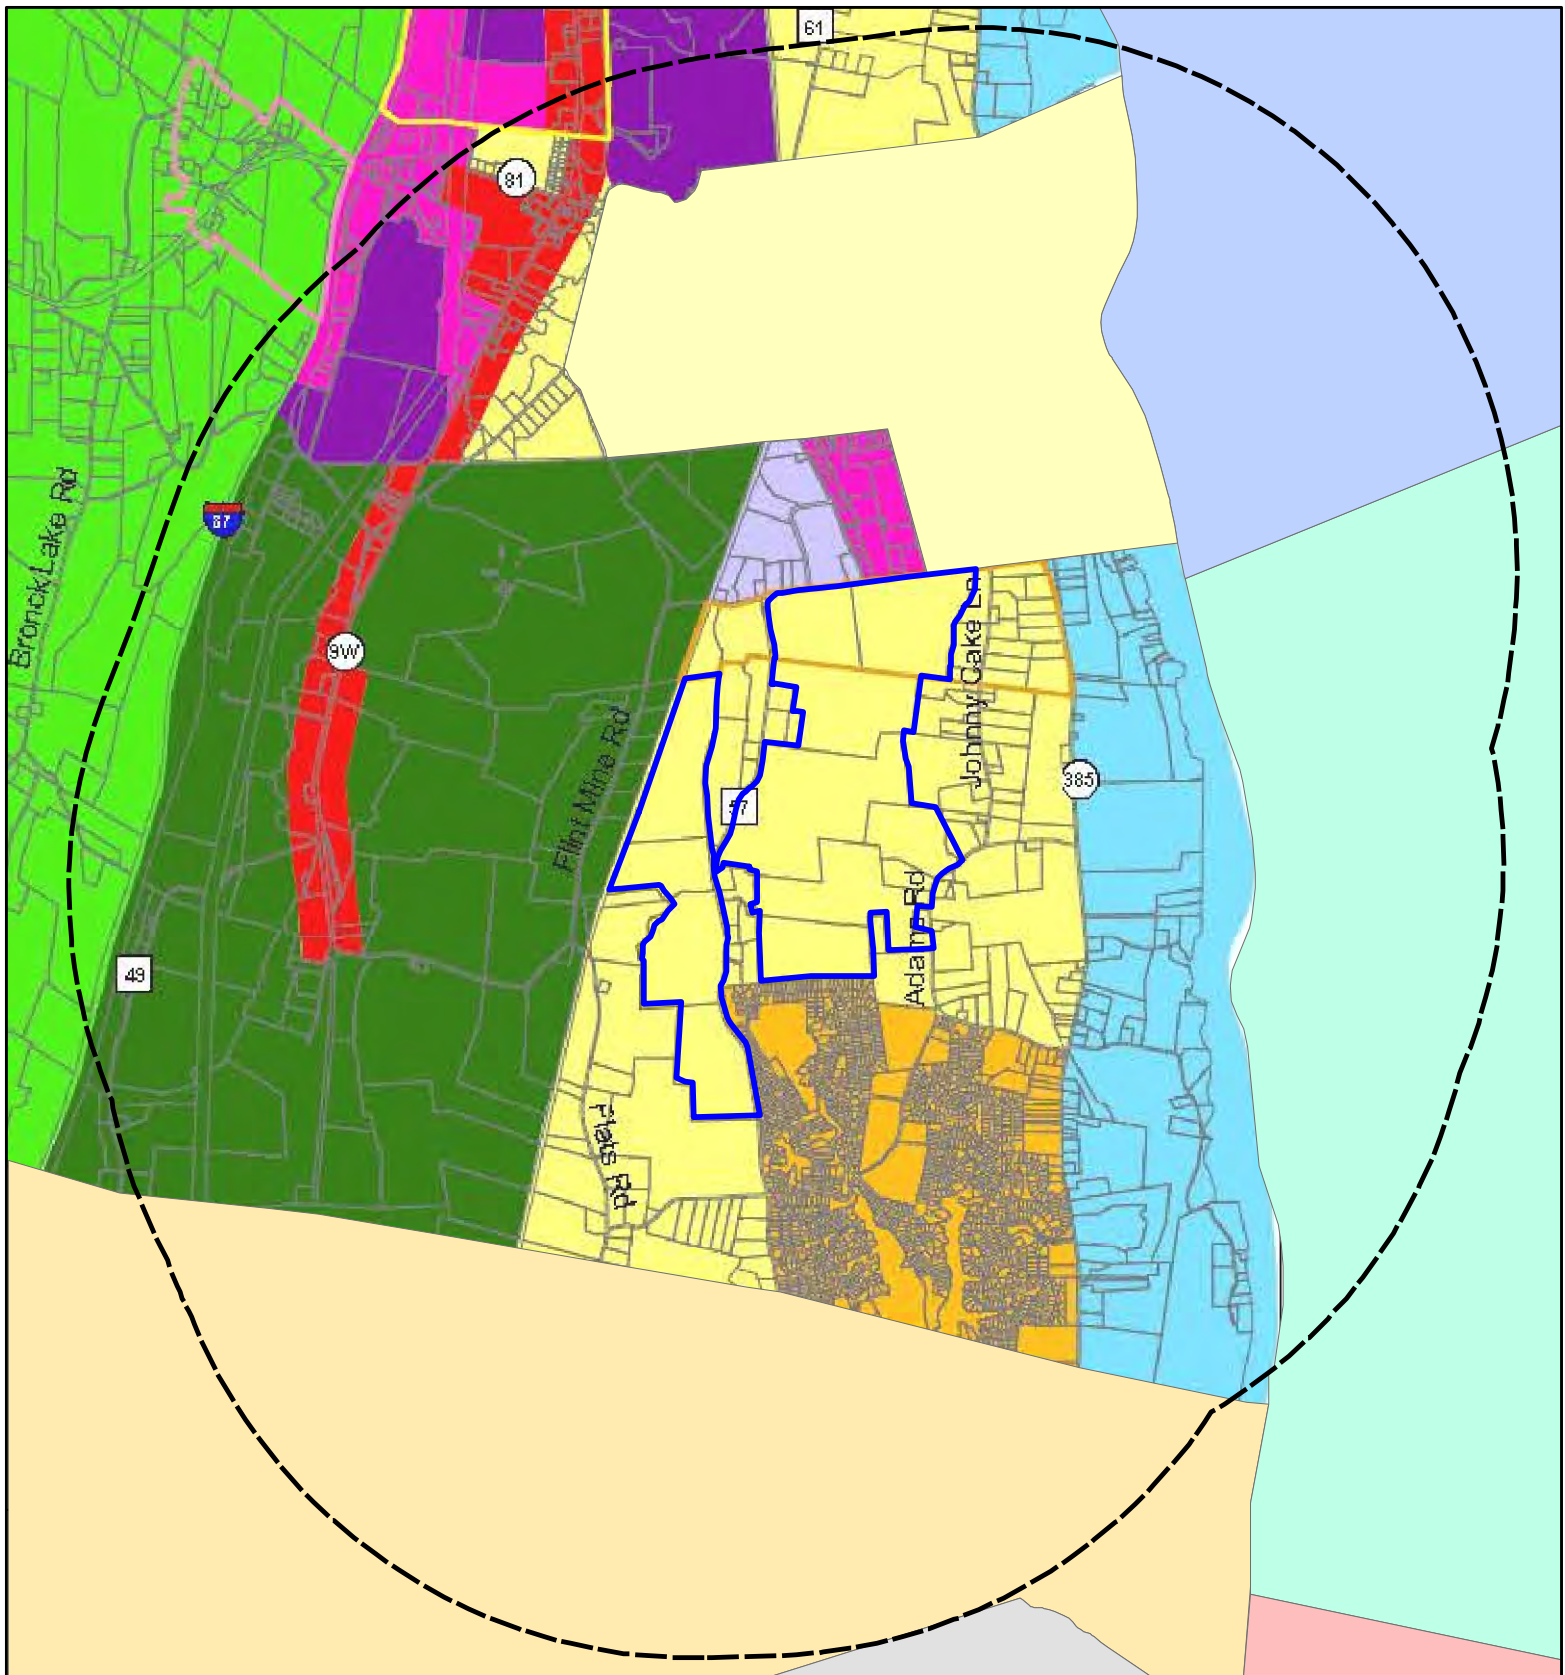 61
81
Bronck Lake Rd
87
9W
Johnny Cake Ln
Flint Mine Rd
57
385
Adams Rd
49
Flats Rd